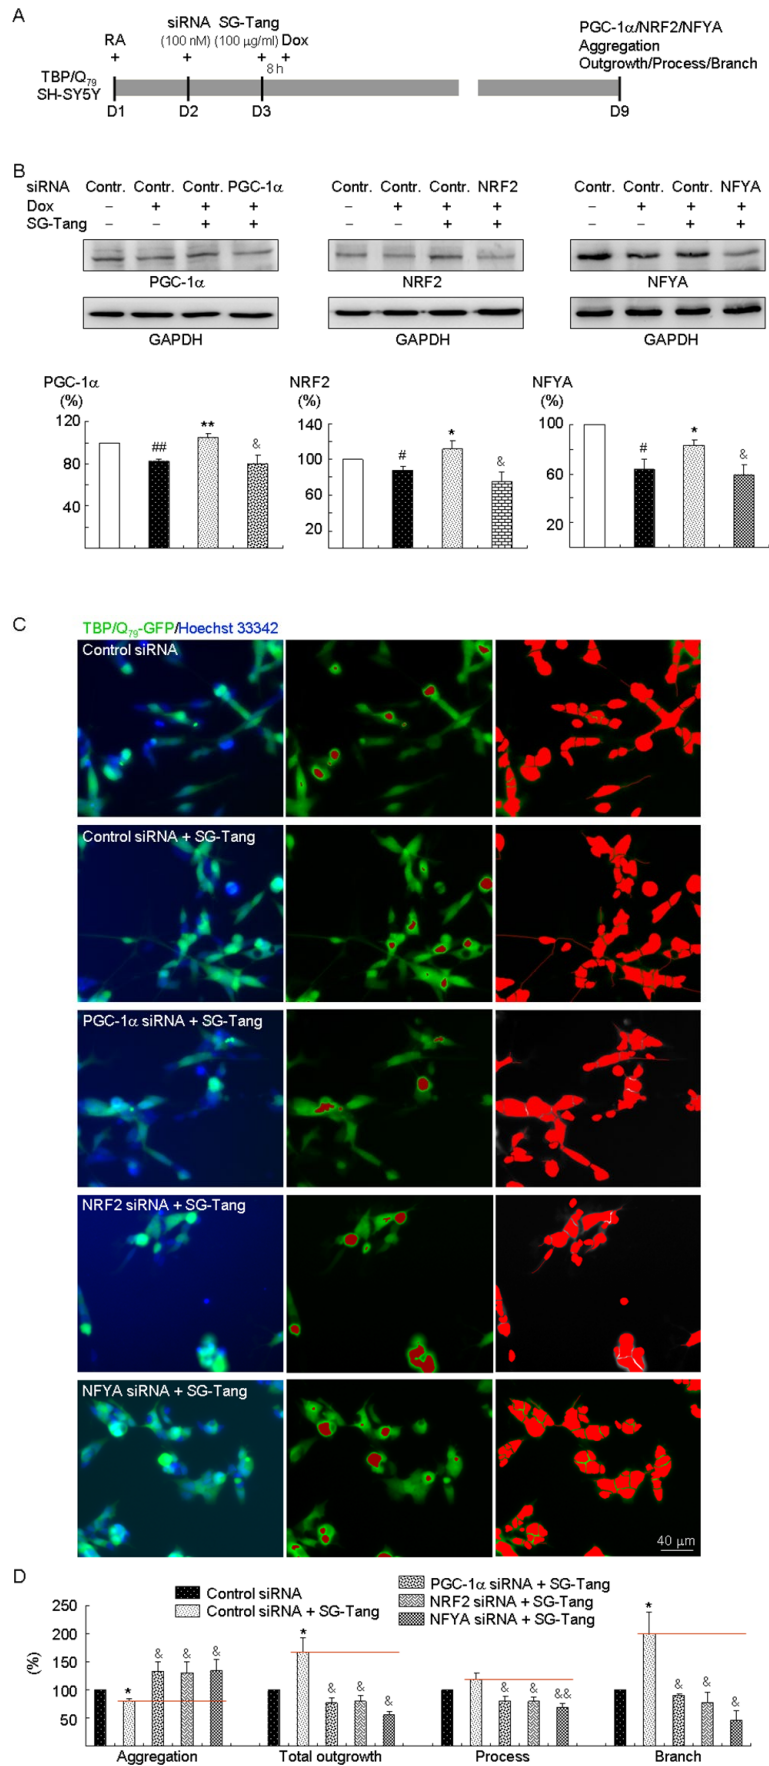 A
siRNA SG-Tang
RA (100 nM) (100 µg/ml) Dox
PGC-1α/NRF2/NFYA
Aggregation
Outgrowth/Process/Branch
8 h
TBP/Q79
SH-SY5Y
D1 D2 D3 D9
B
siRNA Contr. Contr. Contr. PGC-1α Contr. Contr. Contr. NRF2 Contr. Contr. Contr. NFYA
Dox – + + + – + + + – + + +
SG-Tang – – + + – – + + – – + +
PGC-1α NRF2 NFYA
GAPDH GAPDH GAPDH
PGC-1α
(%)
120
80
40
## ** &
NRF2
(%)
140
100
60
20
# * &
NFYA
(%)
100
60
20
# * &
C
TBP/Q79-GFP/Hoechst 33342
Control siRNA
Control siRNA + SG-Tang
PGC-1α siRNA + SG-Tang
NRF2 siRNA + SG-Tang
NFYA siRNA + SG-Tang
40 µm
D
Control siRNA
Control siRNA + SG-Tang
PGC-1α siRNA + SG-Tang
NRF2 siRNA + SG-Tang
NFYA siRNA + SG-Tang
(%)
250
200
150
100
50
* & & &
* & & &
& & &&
* & & &
Aggregation Total outgrowth Process Branch